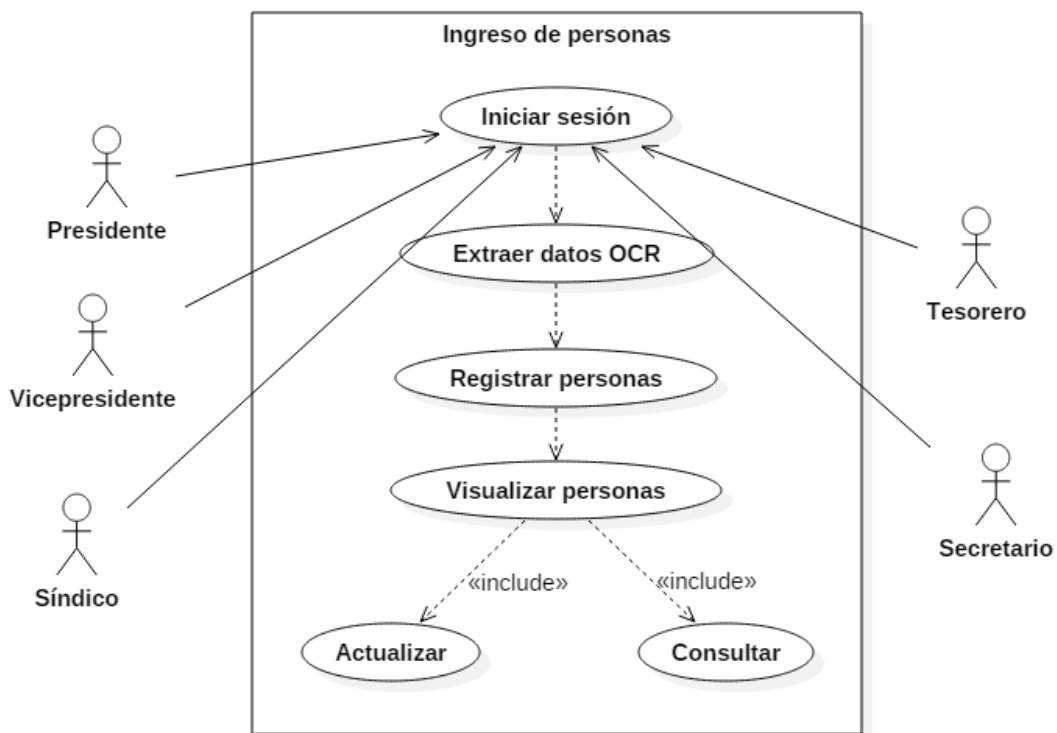 Ingreso de personas
Iniciar sesión
Presidente
Extraer datos OCR
Tesorero
Registrar personas
Vicepresidente
Visualizar personas
Secretario
Síndico
«include»
«include»
Actualizar
Consultar